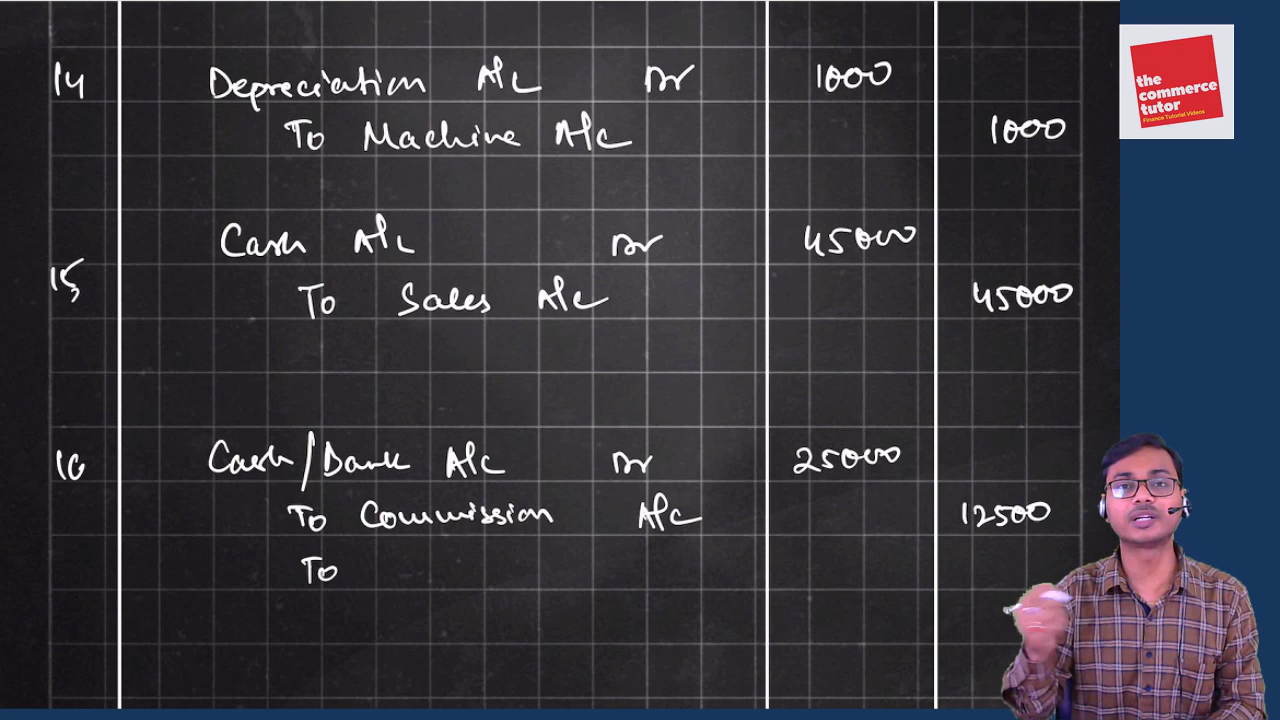 14 Depreciation A/c Dr 1000
To Machine A/c 1000
Cash A/c Dr 45000
15
To Sales A/c 45000
16 Cash/Bank A/c Dr 25000
To Commission A/c 12500
To
the
commerce
tutor
Finance Tutorial Videos